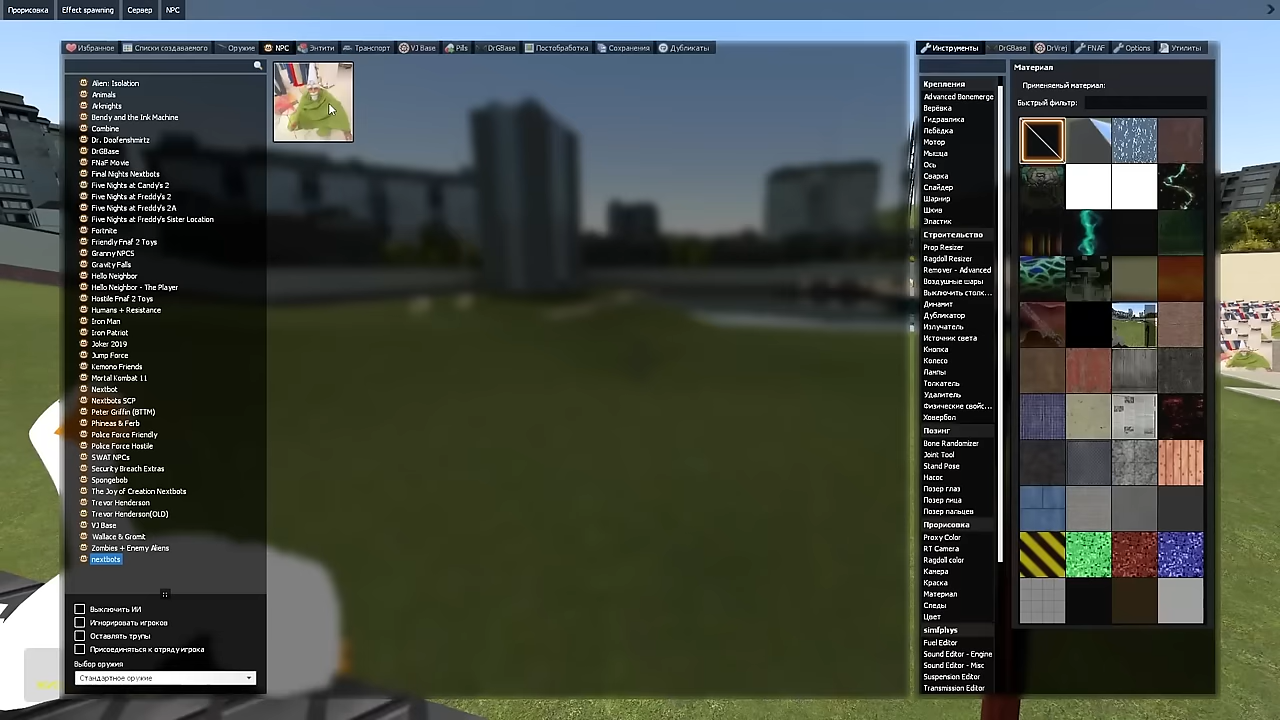 Прорисовка Effect spawning Сервер NPC
Избранное Списки создаваемого Оружие NPC Энтити Транспорт VJ Base Pills DrGBase Постобработка Сохранения Дубликаты
Alien: Isolation
Animals
Arknights
Bendy and the Ink Machine
Combine
Dr. Doofenshmirtz
DrGBase
FNaF Movie
Final Nights Nextbots
Five Nights at Candy's 2
Five Nights at Freddy's 2
Five Nights at Freddy's 2A
Five Nights at Freddy's Sister Location
Fortnite
Friendly Fnaf 2 Toys
Granny NPCS
Gravity Falls
Hello Neighbor
Hello Neighbor - The Player
Hostile Fnaf 2 Toys
Humans + Resistance
Iron Man
Iron Patriot
Joker 2019
Jump Force
Kemono Friends
Mortal Kombat 11
Nextbot
Nextbots SCP
Peter Griffin (BTTM)
Phineas & Ferb
Police Force Friendly
Police Force Hostile
SWAT NPCs
Security Breach Extras
Spongebob
The Joy of Creation Nextbots
Trevor Henderson
Trevor Henderson(OLD)
VJ Base
Wallace & Gromit
Zombies + Enemy Aliens
nextbots
Выключить ИИ
Игнорировать игроков
Оставлять трупы
Присоединяться к отряду игрока
Выбор оружия
Стандартное оружие
Инструменты DrGBase DrVrej FNAF Options Утилиты
Крепления
Advanced Bonemerge
Верёвка
Гидравлика
Лебёдка
Мотор
Мышца
Ось
Сварка
Слайдер
Шарнир
Шкив
Эластик
Строительство
Prop Resizer
Ragdoll Resizer
Remover - Advanced
Воздушные шары
Выключить столк...
Динамит
Дубликатор
Излучатель
Источник света
Кнопка
Колесо
Лампы
Толкатель
Удалитель
Физические свойс...
Ховербол
Позинг
Bone Randomizer
Joint Tool
Stand Pose
Насос
Позер глаз
Позер лица
Позер пальцев
Прорисовка
Proxy Color
RT Camera
Ragdoll color
Камера
Краска
Материал
Следы
Цвет
simfphys
Fuel Editor
Sound Editor - Engine
Sound Editor - Misc
Suspension Editor
Transmission Editor
Материал
Применяемый материал:
Быстрый фильтр: